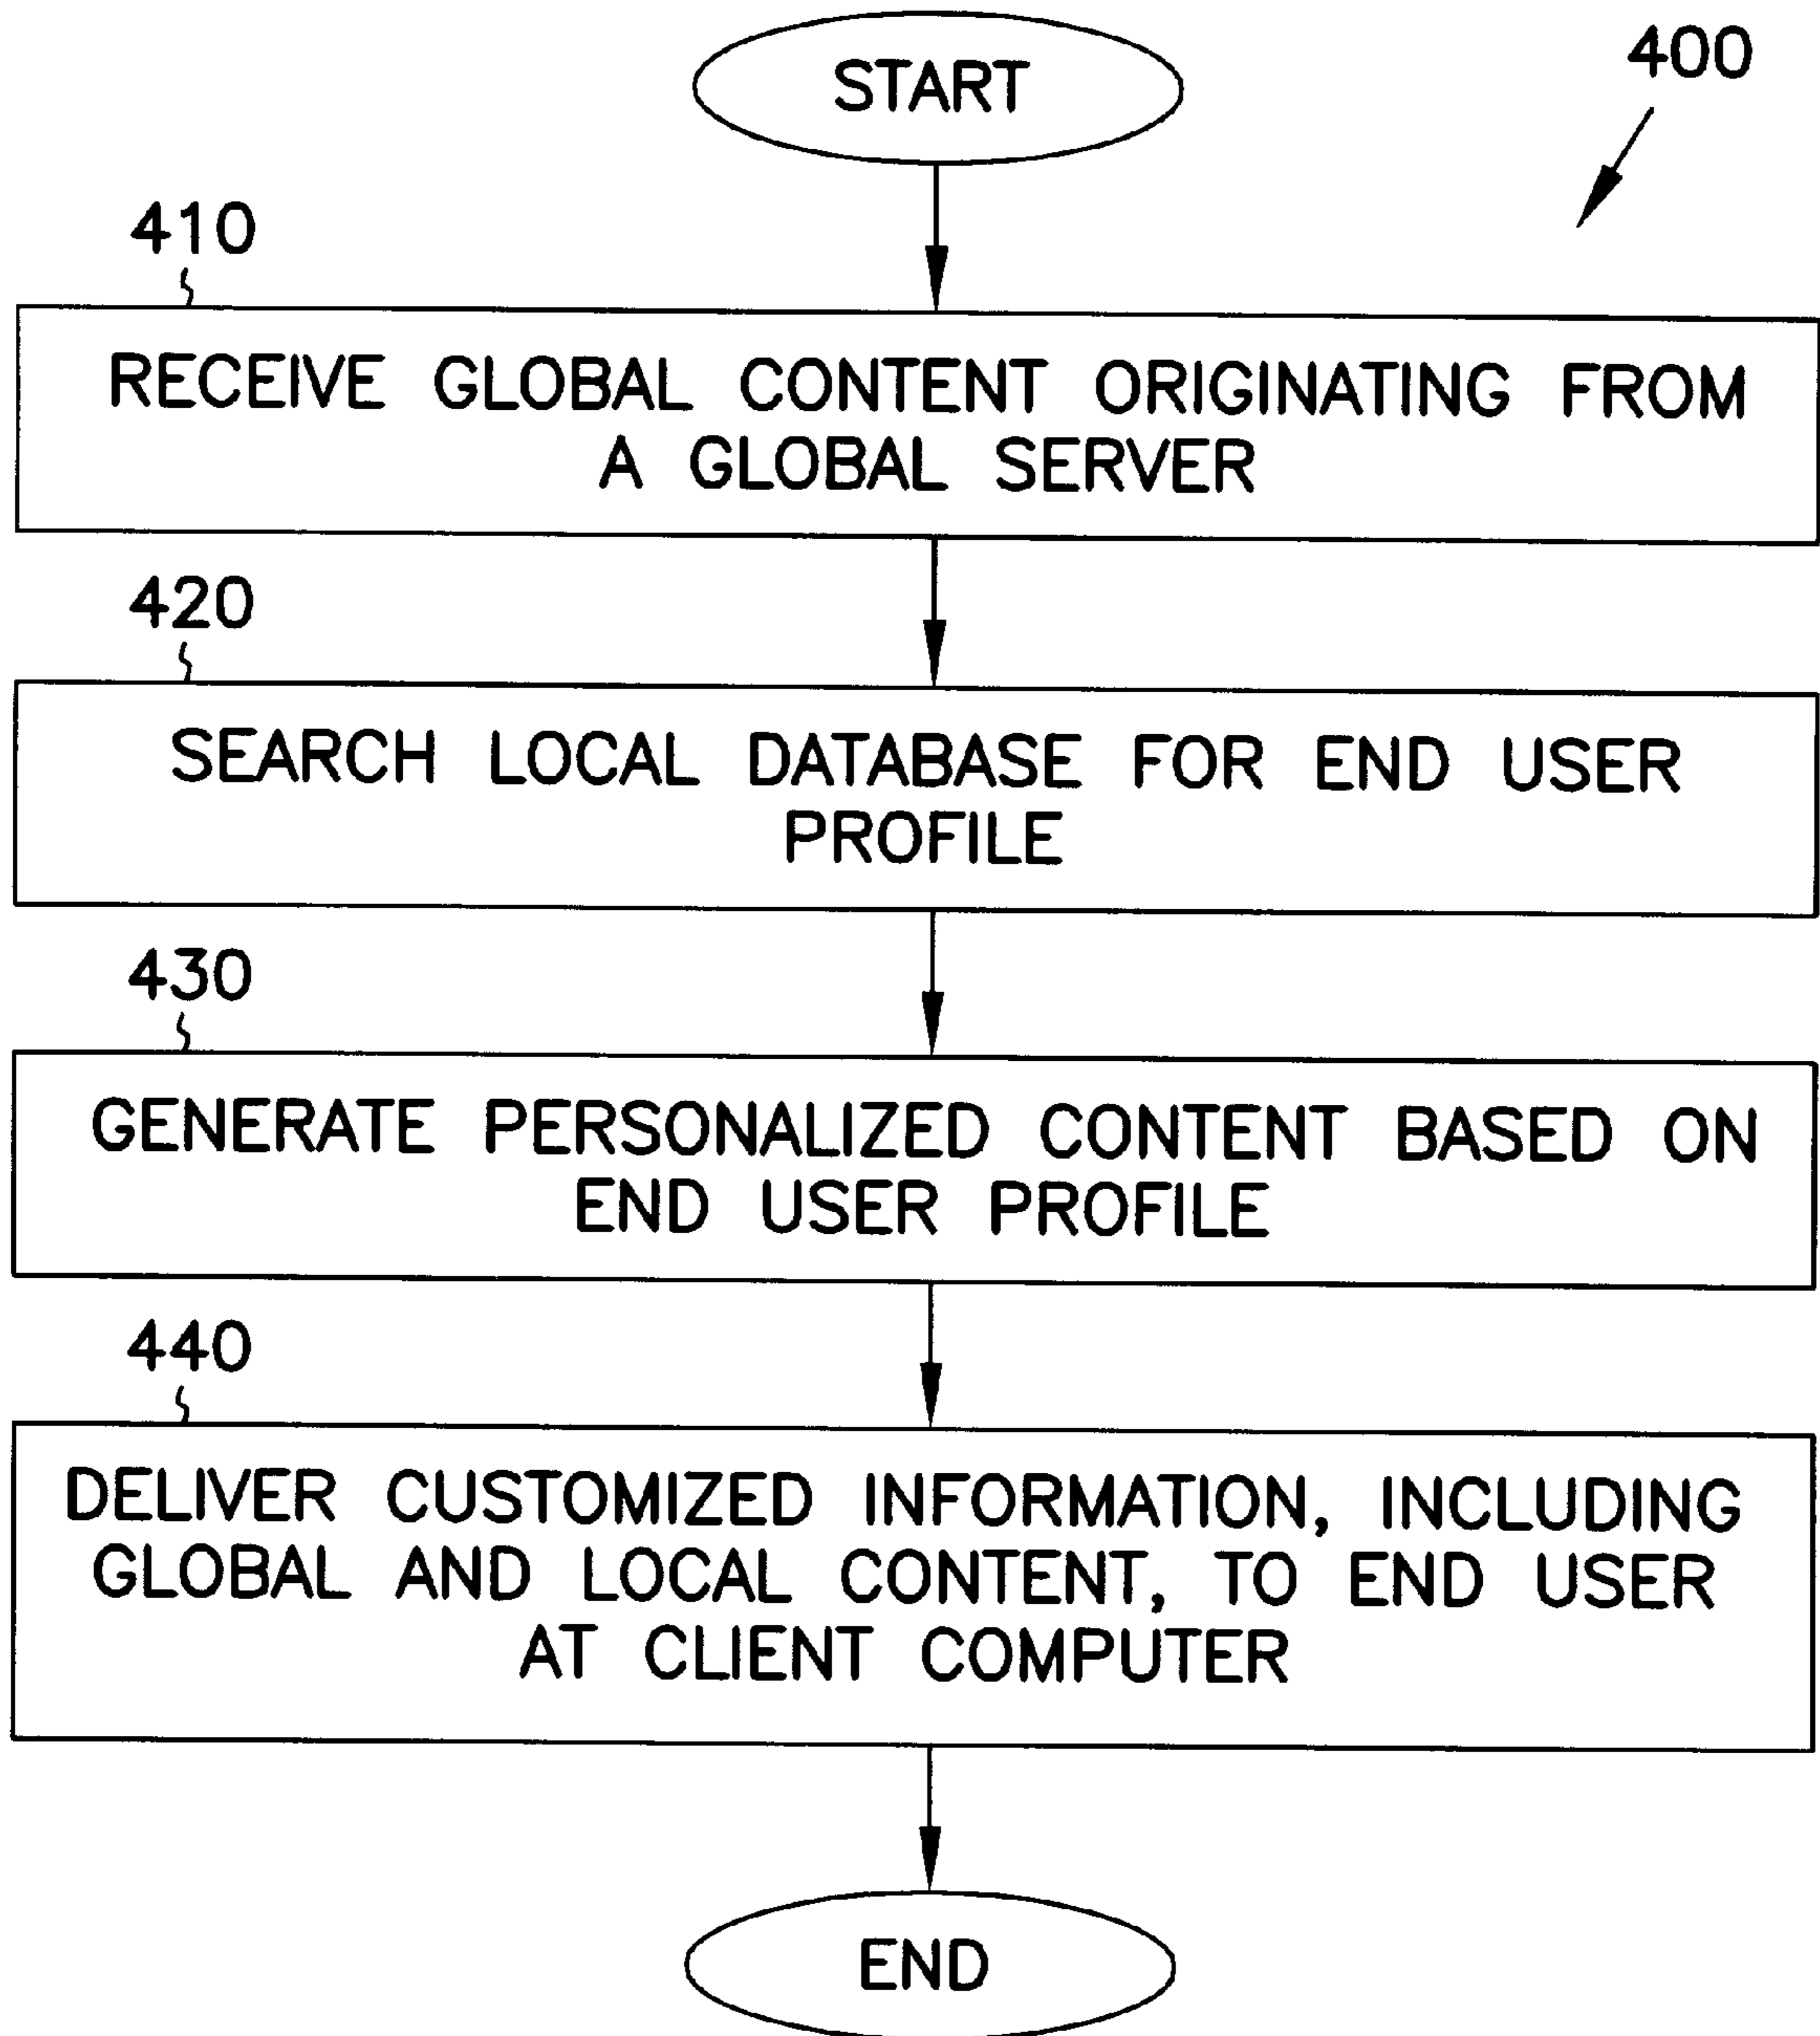 START
400
410
RECEIVE GLOBAL CONTENT ORIGINATING FROM
A GLOBAL SERVER
420
SEARCH LOCAL DATABASE FOR END USER
PROFILE
430
GENERATE PERSONALIZED CONTENT BASED ON
END USER PROFILE
440
DELIVER CUSTOMIZED INFORMATION, INCLUDING
GLOBAL AND LOCAL CONTENT, TO END USER
AT CLIENT COMPUTER
END